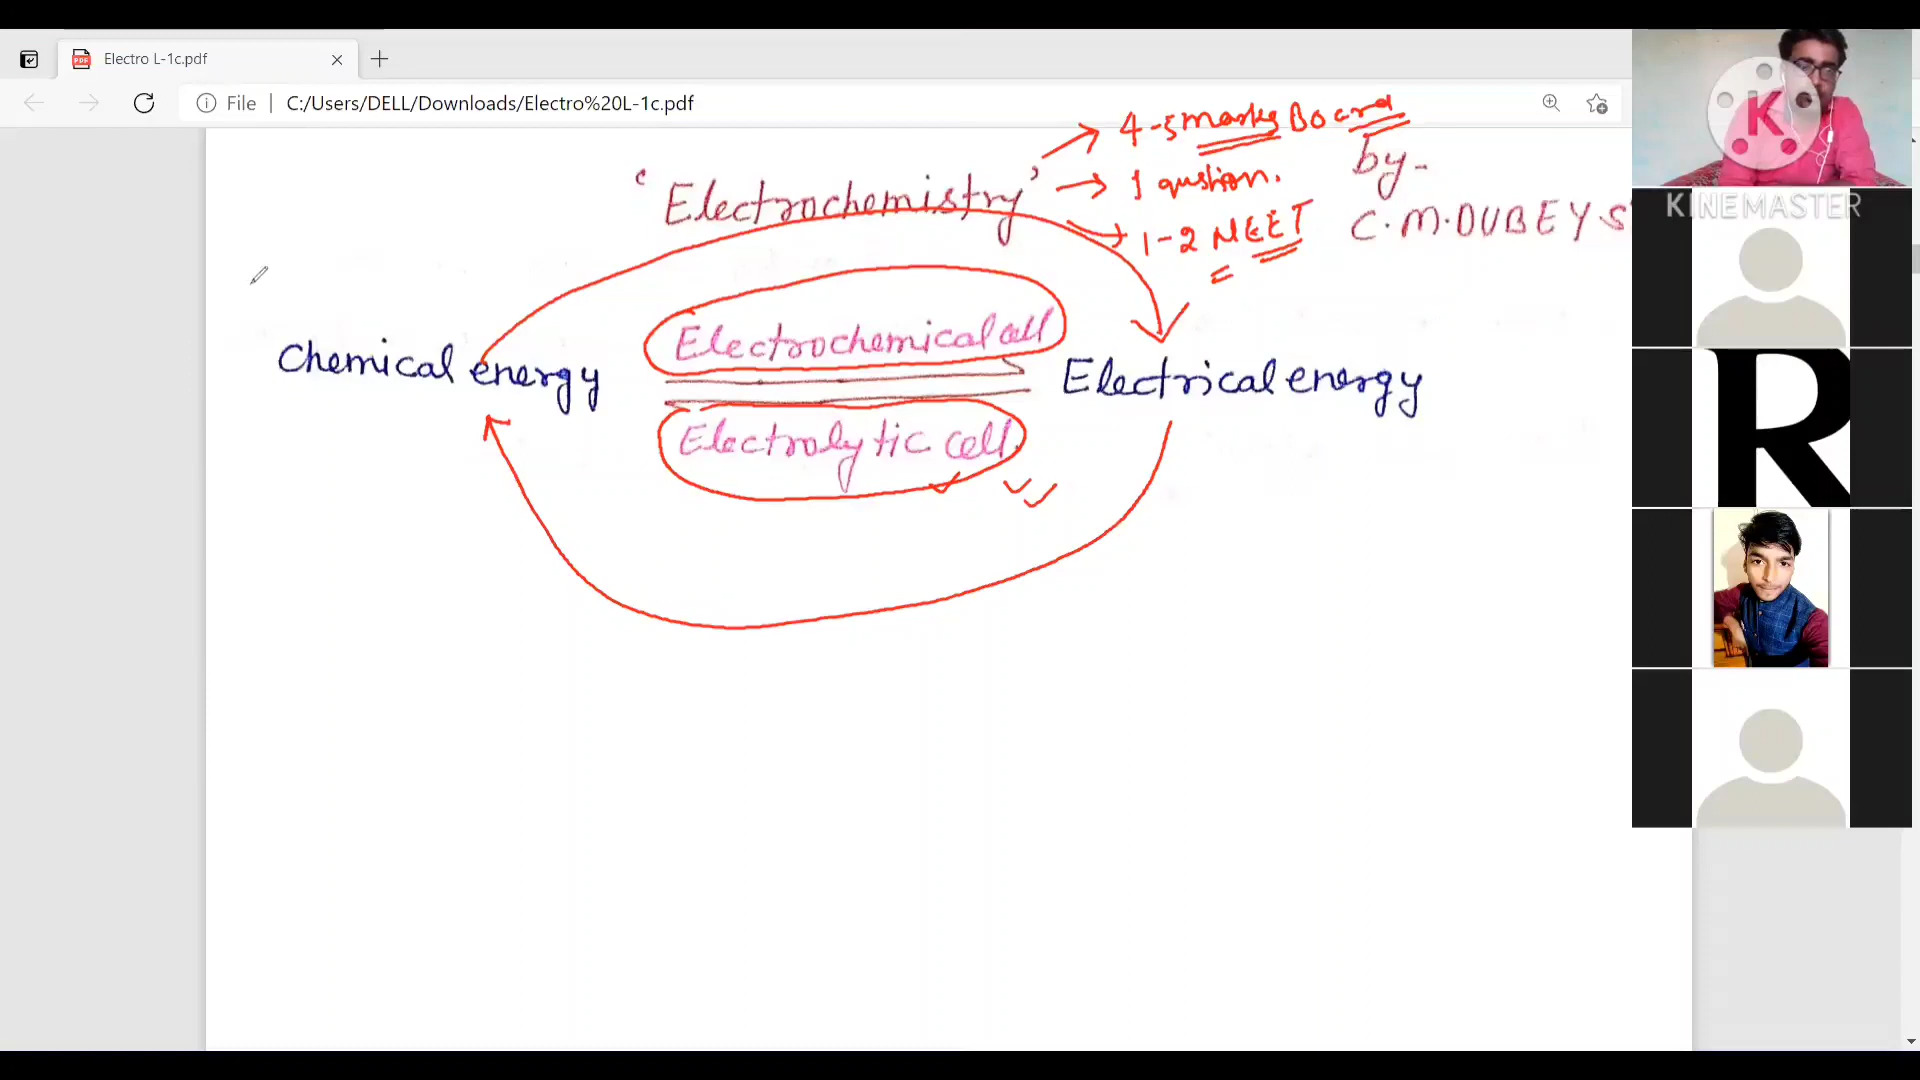 Electro L-1c.pdf
File | C:/Users/DELL/Downloads/Electro%20L-1c.pdf
4-5 marks Board
'Electrochemistry'
1 qustion.
by-
1-2 NEET
C.M.DUBEY.S
KINEMASTER
K
Electrochemical cell
Chemical energy
Electrical energy
Electrolytic cell.
R